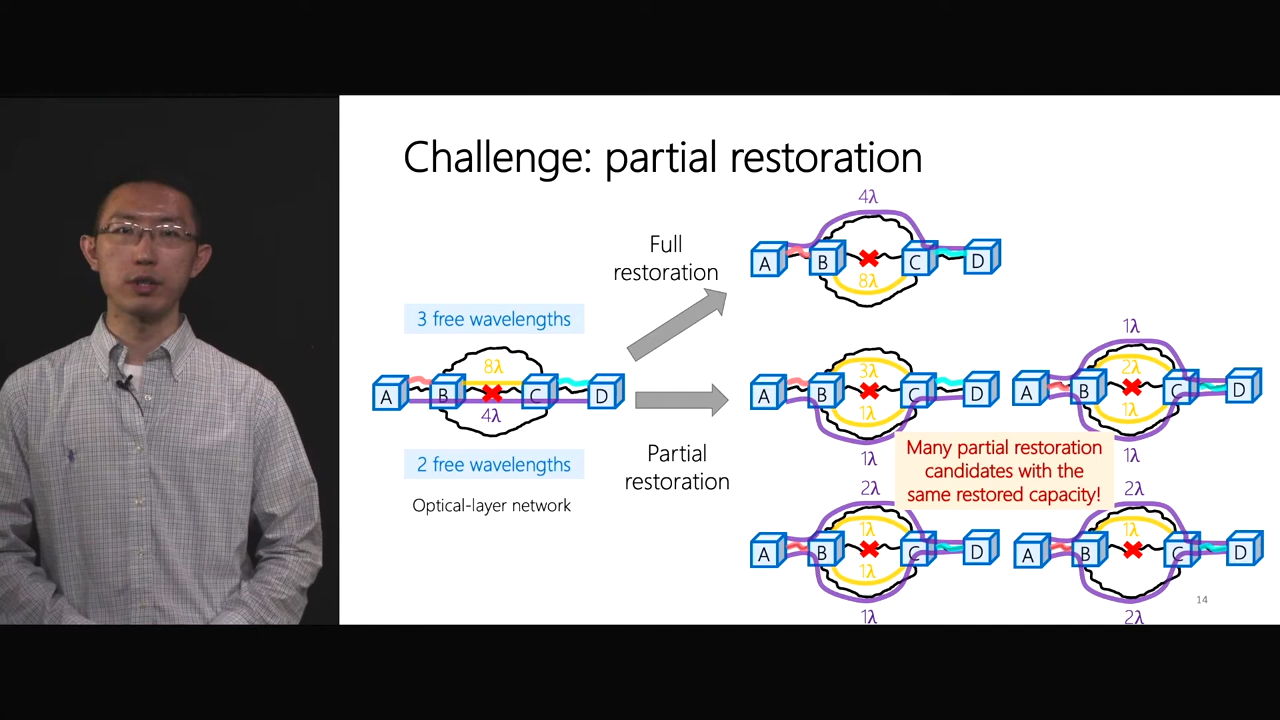 Challenge: partial restoration
4λ
Full
restoration
A B C D
8λ
3 free wavelengths
8λ
A B C D
4λ
2 free wavelengths
Optical-layer network
Partial
restoration
3λ
A B C D
1λ
1λ
1λ
2λ
A B C D
1λ
1λ
Many partial restoration
candidates with the
same restored capacity!
2λ
1λ
A B C D
1λ
1λ
2λ
1λ
A B C D
2λ
14